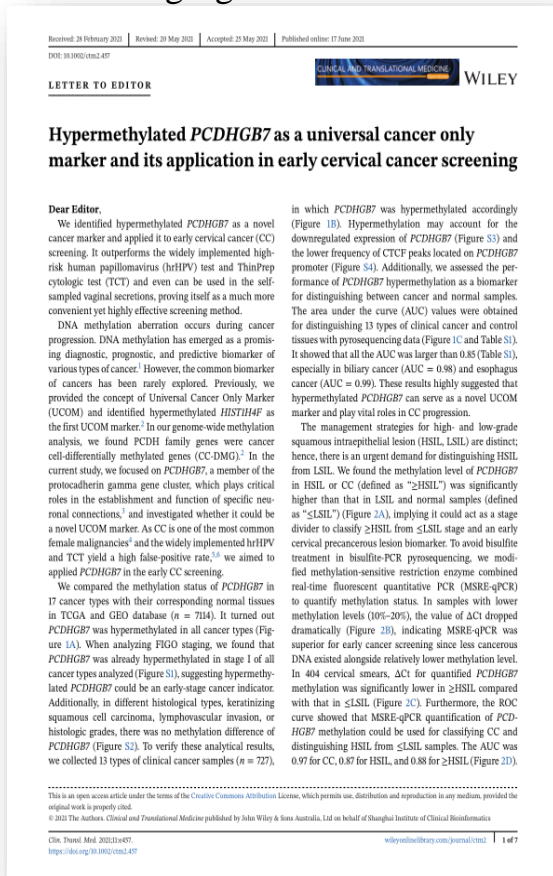 Received: 28 February 2021 | Revised: 20 May 2021 | Accepted: 25 May 2021 | Published online: 17 June 2021
DOI: 10.1002/ctm2.457
CLINICAL AND TRANSLATIONAL MEDICINE
WILEY
LETTER TO EDITOR
Hypermethylated PCDHGB7 as a universal cancer only
marker and its application in early cervical cancer screening
Dear Editor,
We identified hypermethylated PCDHGB7 as a novel
cancer marker and applied it to early cervical cancer (CC)
screening. It outperforms the widely implemented high-
risk human papillomavirus (hrHPV) test and ThinPrep
cytologic test (TCT) and even can be used in the self-
sampled vaginal secretions, proving itself as a much more
convenient yet highly effective screening method.
DNA methylation aberration occurs during cancer
progression. DNA methylation has emerged as a promis-
ing diagnostic, prognostic, and predictive biomarker of
various types of cancer.1 However, the common biomarker
of cancers has been rarely explored. Previously, we
provided the concept of Universal Cancer Only Marker
(UCOM) and identified hypermethylated HIST1H4F as
the first UCOM marker.2 In our genome-wide methylation
analysis, we found PCDH family genes were cancer
cell-differentially methylated genes (CC-DMG).2 In the
current study, we focused on PCDHGB7, a member of the
protocadherin gamma gene cluster, which plays critical
roles in the establishment and function of specific neu-
ronal connections,3 and investigated whether it could be
a novel UCOM marker. As CC is one of the most common
female malignancies4 and the widely implemented hrHPV
and TCT yield a high false-positive rate,5,6 we aimed to
applied PCDHGB7 in the early CC screening.
We compared the methylation status of PCDHGB7 in
17 cancer types with their corresponding normal tissues
in TCGA and GEO database (n = 7114). It turned out
PCDHGB7 was hypermethylated in all cancer types (Fig-
ure 1A). When analyzing FIGO staging, we found that
PCDHGB7 was already hypermethylated in stage I of all
cancer types analyzed (Figure S1), suggesting hypermethy-
lated PCDHGB7 could be an early-stage cancer indicator.
Additionally, in different histological types, keratinizing
squamous cell carcinoma, lymphovascular invasion, or
histologic grades, there was no methylation difference of
PCDHGB7 (Figure S2). To verify these analytical results,
we collected 13 types of clinical cancer samples (n = 727),
in which PCDHGB7 was hypermethylated accordingly
(Figure 1B). Hypermethylation may account for the
downregulated expression of PCDHGB7 (Figure S3) and
the lower frequency of CTCF peaks located on PCDHGB7
promoter (Figure S4). Additionally, we assessed the per-
formance of PCDHGB7 hypermethylation as a biomarker
for distinguishing between cancer and normal samples.
The area under the curve (AUC) values were obtained
for distinguishing 13 types of clinical cancer and control
tissues with pyrosequencing data (Figure 1C and Table S1).
It showed that all the AUC was larger than 0.85 (Table S1),
especially in biliary cancer (AUC = 0.98) and esophagus
cancer (AUC = 0.99). These results highly suggested that
hypermethylated PCDHGB7 can serve as a novel UCOM
marker and play vital roles in CC progression.
The management strategies for high- and low-grade
squamous intraepithelial lesion (HSIL, LSIL) are distinct;
hence, there is an urgent demand for distinguishing HSIL
from LSIL. We found the methylation level of PCDHGB7
in HSIL or CC (defined as “≥HSIL”) was significantly
higher than that in LSIL and normal samples (defined
as “≤LSIL”) (Figure 2A), implying it could act as a stage
divider to classify ≥HSIL from ≤LSIL stage and an early
cervical precancerous lesion biomarker. To avoid bisulfite
treatment in bisulfite-PCR pyrosequencing, we modi-
fied methylation-sensitive restriction enzyme combined
real-time fluorescent quantitative PCR (MSRE-qPCR)
to quantify methylation status. In samples with lower
methylation levels (10%–20%), the value of ΔCt dropped
dramatically (Figure 2B), indicating MSRE-qPCR was
superior for early cancer screening since less cancerous
DNA existed alongside relatively lower methylation level.
In 404 cervical smears, ΔCt for quantified PCDHGB7
methylation was significantly lower in ≥HSIL compared
with that in ≤LSIL (Figure 2C). Furthermore, the ROC
curve showed that MSRE-qPCR quantification of PCD-
HGB7 methylation could be used for classifying CC and
distinguishing HSIL from ≤LSIL samples. The AUC was
0.97 for CC, 0.87 for HSIL, and 0.88 for ≥HSIL (Figure 2D).
This is an open access article under the terms of the Creative Commons Attribution License, which permits use, distribution and reproduction in any medium, provided the
original work is properly cited.
© 2021 The Authors. Clinical and Translational Medicine published by John Wiley & Sons Australia, Ltd on behalf of Shanghai Institute of Clinical Bioinformatics
Clin. Transl. Med. 2021;11:e457.
https://doi.org/10.1002/ctm2.457
wileyonlinelibrary.com/journal/ctm2 | 1 of 7